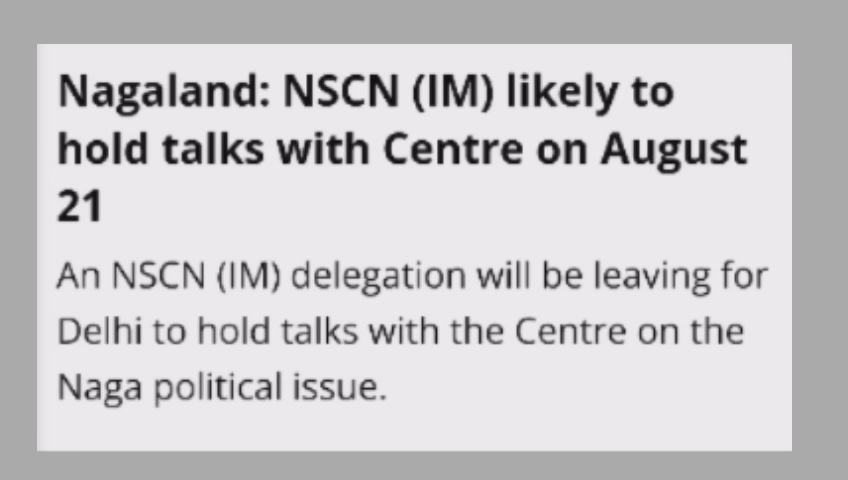 Nagaland: NSCN (IM) likely to
hold talks with Centre on August
21
An NSCN (IM) delegation will be leaving for
Delhi to hold talks with the Centre on the
Naga political issue.